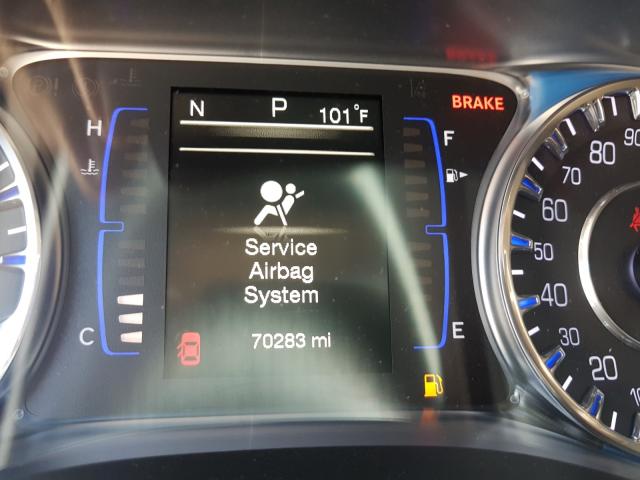 N P 101°F
BRAKE
H F
Service
Airbag
System
C E
70283 mi
90
80
70
60
50
40
30
20